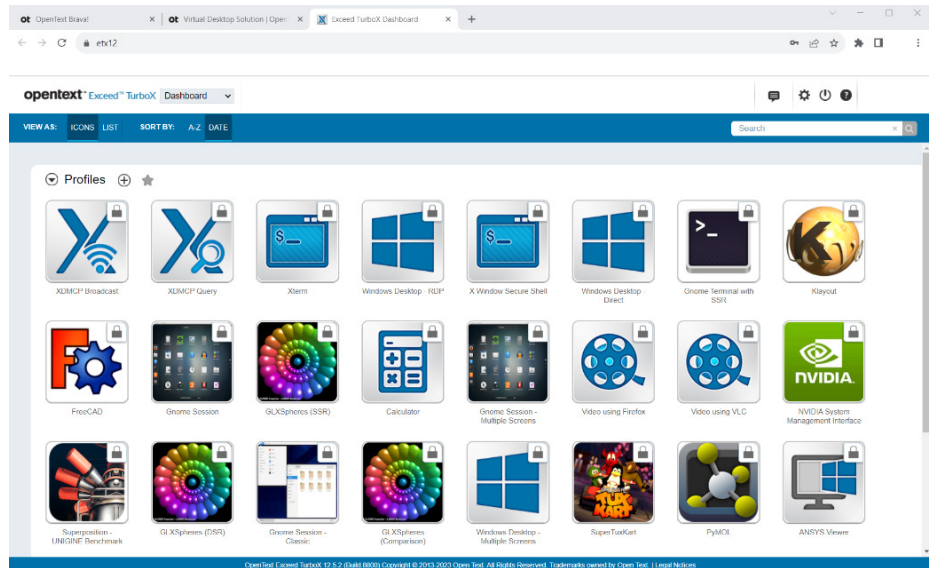 ot OpenText Brava!
ot Virtual Desktop Solution | Open
Exceed TurboX Dashboard
etx12
opentext™ Exceed™ TurboX Dashboard
VIEW AS: ICONS LIST SORT BY: A-Z DATE
Search
Profiles
XDMCP Broadcast
XDMCP Query
Xterm
Windows Desktop - RDP
X Window Secure Shell
Windows Desktop - Direct
Gnome Terminal with SSR
Klayout
FreeCAD
Gnome Session
GLXSpheres (SSR)
Calculator
Gnome Session - Multiple Screens
Video using Firefox
Video using VLC
NVIDIA.
NVIDIA System Management Interface
Superposition - UNIGINE Benchmark
GLXSpheres (DSR)
Gnome Session - Classic
GLXSpheres (Comparison)
Windows Desktop - Multiple Screens
SuperTuxKart
PyMOL
ANSYS Viewer
OpenText Exceed TurboX 12.5.2 (Build 8800) Copyright © 2013-2023 Open Text. All Rights Reserved. Trademarks owned by Open Text. | Legal Notices